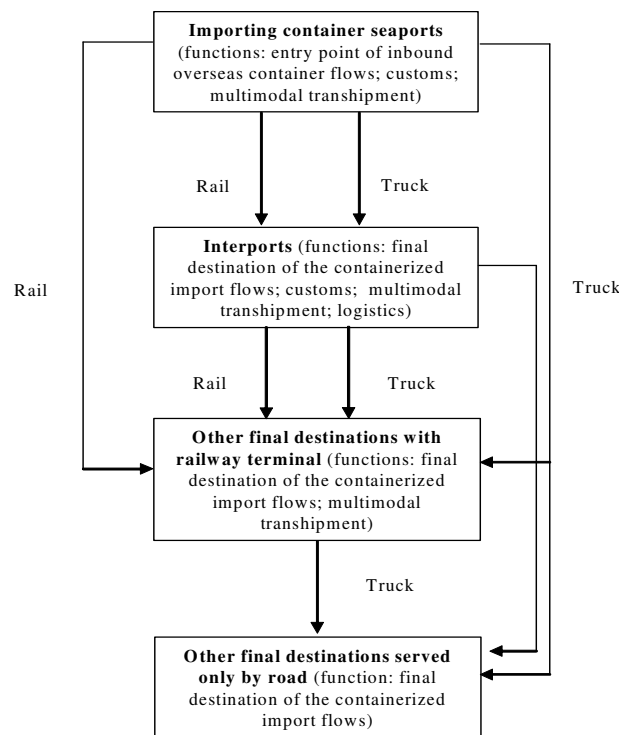 Importing container seaports
(functions: entry point of inbound
overseas container flows; customs;
multimodal transhipment)
Rail
Truck
Interports (functions: final
destination of the containerized
import flows; customs; multimodal
transhipment; logistics)
Rail
Truck
Rail
Truck
Other final destinations with
railway terminal (functions: final
destination of the containerized
import flows; multimodal
transhipment)
Truck
Other final destinations served
only by road (function: final
destination of the containerized
import flows)